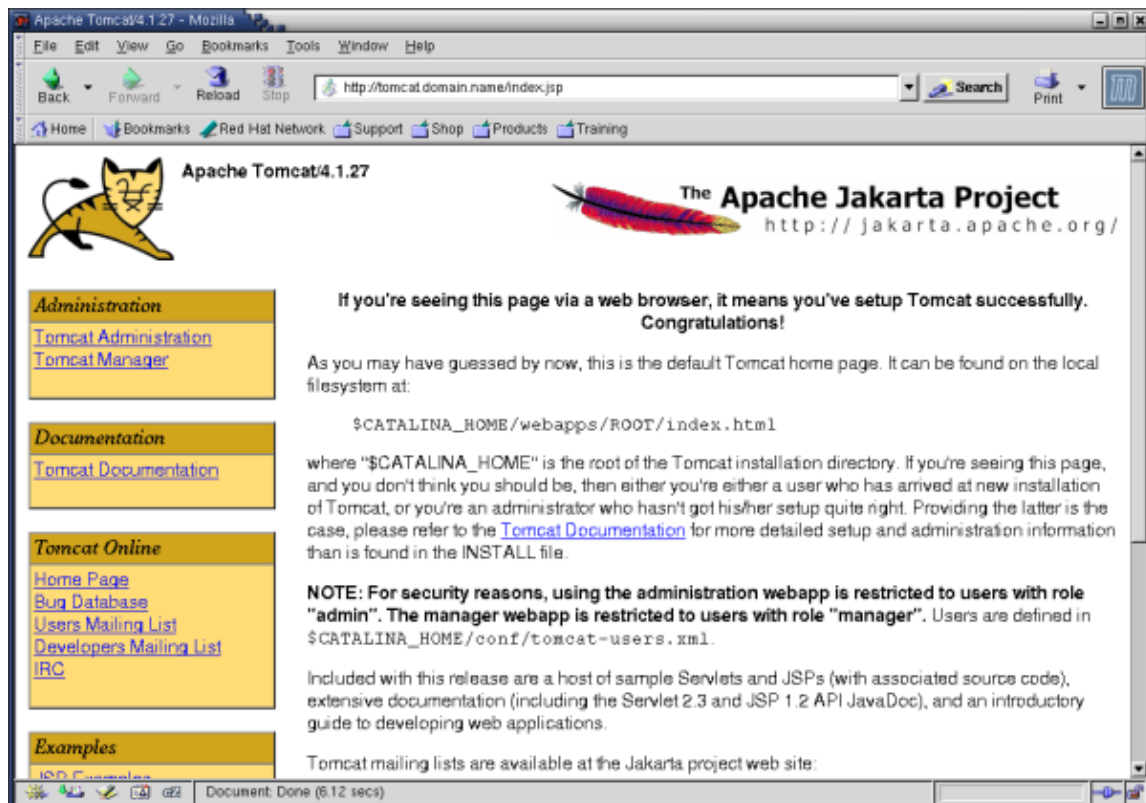 Apache Tomcat/4.1.27 - Mozilla
File Edit View Go Bookmarks Tools Window Help
Back Forward Reload Stop http://tomcat.domain.name/index.jsp Search Print
Home Bookmarks Red Hat Network Support Shop Products Training
Apache Tomcat/4.1.27
The Apache Jakarta Project
http://jakarta.apache.org/
Administration
Tomcat Administration
Tomcat Manager
Documentation
Tomcat Documentation
Tomcat Online
Home Page
Bug Database
Users Mailing List
Developers Mailing List
IRC
Examples
JSP Examples
If you're seeing this page via a web browser, it means you've setup Tomcat successfully.
Congratulations!
As you may have guessed by now, this is the default Tomcat home page. It can be found on the local
filesystem at:
$CATALINA_HOME/webapps/ROOT/index.html
where "$CATALINA_HOME" is the root of the Tomcat installation directory. If you're seeing this page,
and you don't think you should be, then either you're either a user who has arrived at new installation
of Tomcat, or you're an administrator who hasn't got his/her setup quite right. Providing the latter is the
case, please refer to the Tomcat Documentation for more detailed setup and administration information
than is found in the INSTALL file.
NOTE: For security reasons, using the administration webapp is restricted to users with role
"admin". The manager webapp is restricted to users with role "manager". Users are defined in
$CATALINA_HOME/conf/tomcat-users.xml.
Included with this release are a host of sample Servlets and JSPs (with associated source code),
extensive documentation (including the Servlet 2.3 and JSP 1.2 API JavaDoc), and an introductory
guide to developing web applications.
Tomcat mailing lists are available at the Jakarta project web site:
Document: Done (6.12 secs)